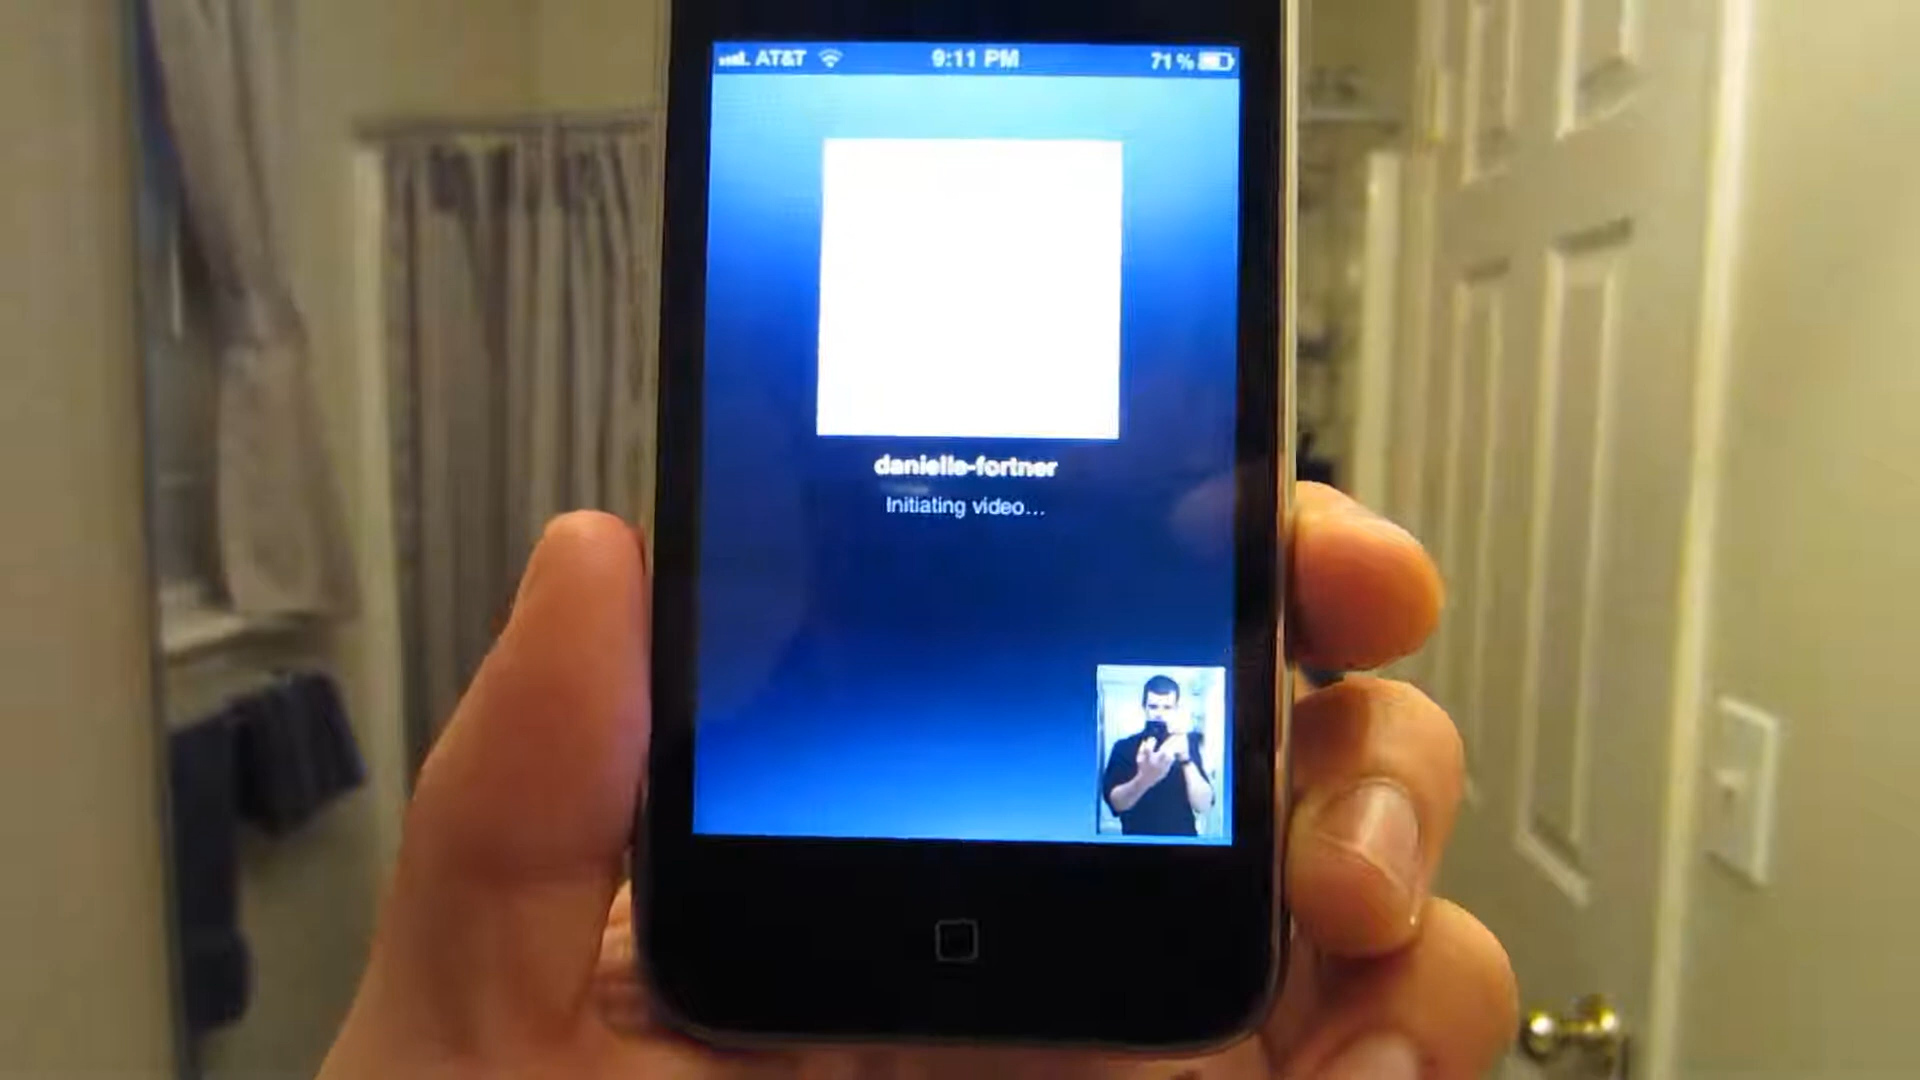 AT&T 9:11 PM 71%
danielle-fortner
Initiating video...